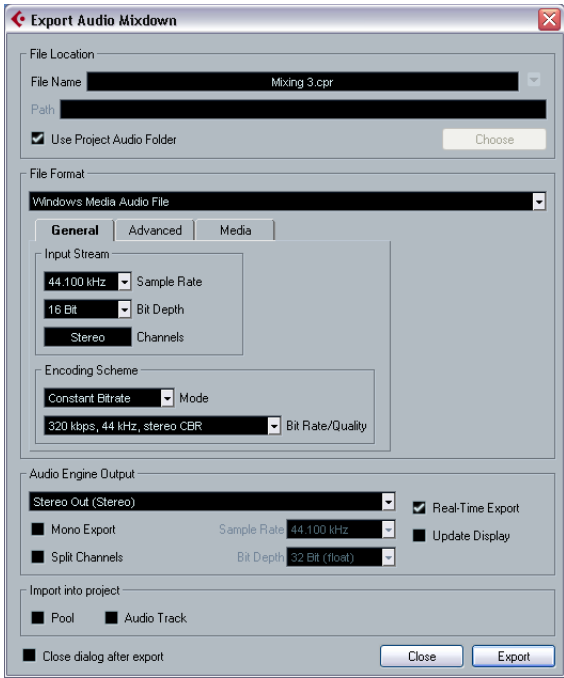 Export Audio Mixdown
File Location
File Name Mixing 3.cpr
Path
Use Project Audio Folder Choose
File Format
Windows Media Audio File
General Advanced Media
Input Stream
44.100 kHz Sample Rate
16 Bit Bit Depth
Stereo Channels
Encoding Scheme
Constant Bitrate Mode
320 kbps, 44 kHz, stereo CBR Bit Rate/Quality
Audio Engine Output
Stereo Out (Stereo) Real-Time Export
Mono Export Sample Rate 44.100 kHz Update Display
Split Channels Bit Depth 32 Bit (float)
Import into project
Pool Audio Track
Close dialog after export Close Export